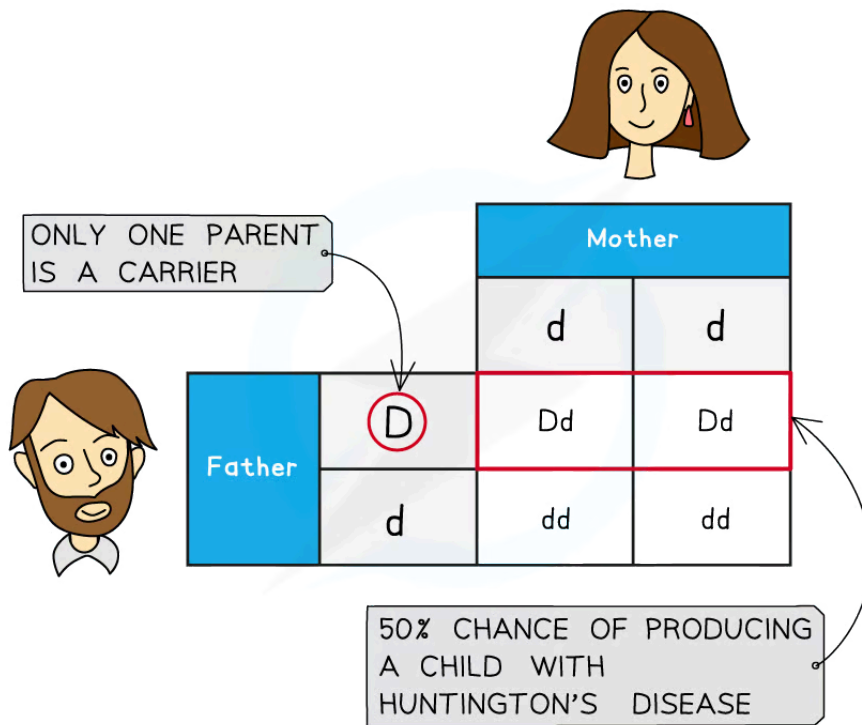 ONLY ONE PARENT
IS A CARRIER
Mother
d d
Father
D Dd Dd
d dd dd
50% CHANCE OF PRODUCING
A CHILD WITH
HUNTINGTON'S DISEASE